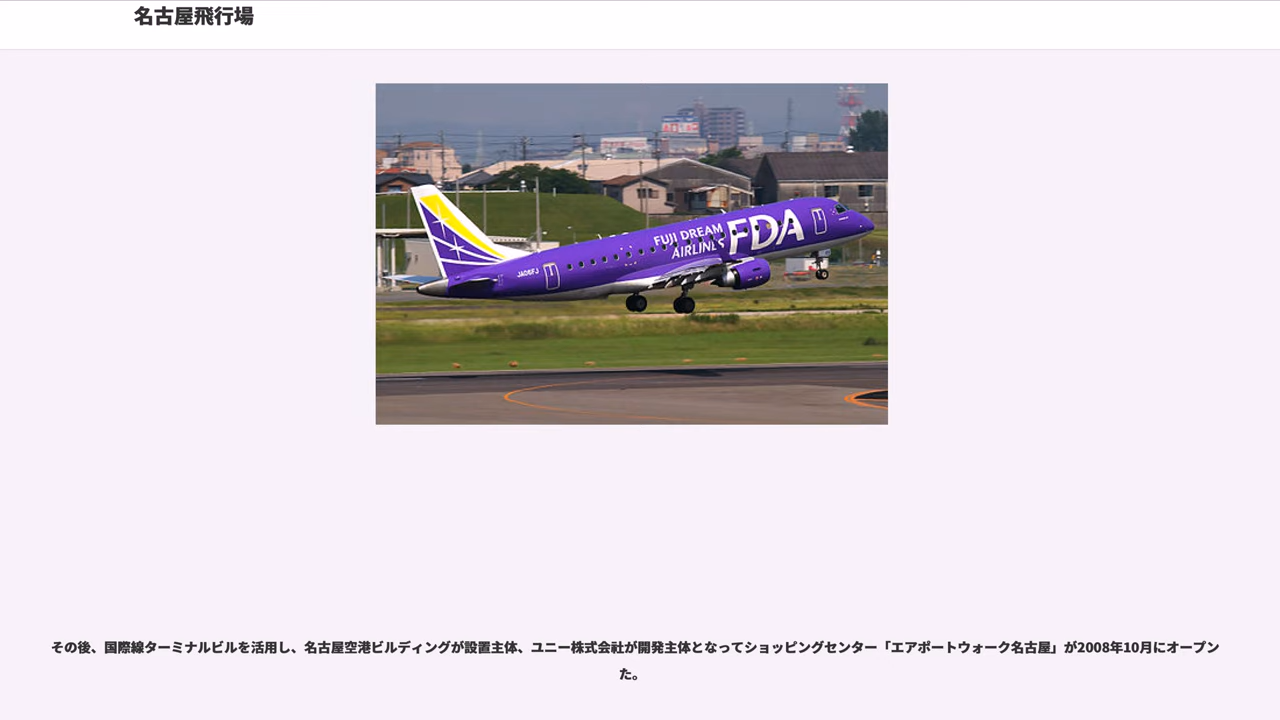 名古屋飛行場
FUJI DREAM
AIRLINES
FDA
JA06FJ
その後、国際線ターミナルビルを活用し、名古屋空港ビルディングが設置主体、ユニー株式会社が開発主体となってショッピングセンター「エアポートウォーク名古屋」が2008年10月にオープン
た。